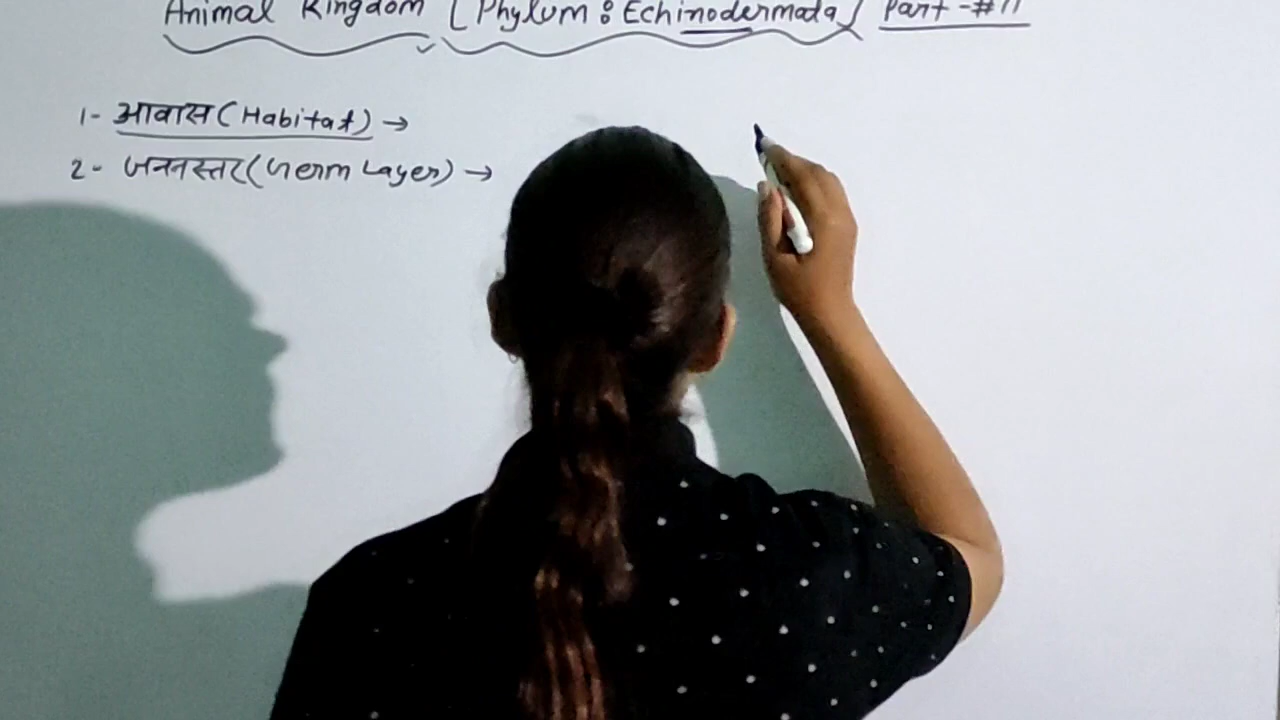 Animal Kingdom [Phylum : Echinodermata] Part-#11
1- आवास (Habitat) →
2- जननस्तर (Germ Layer) →